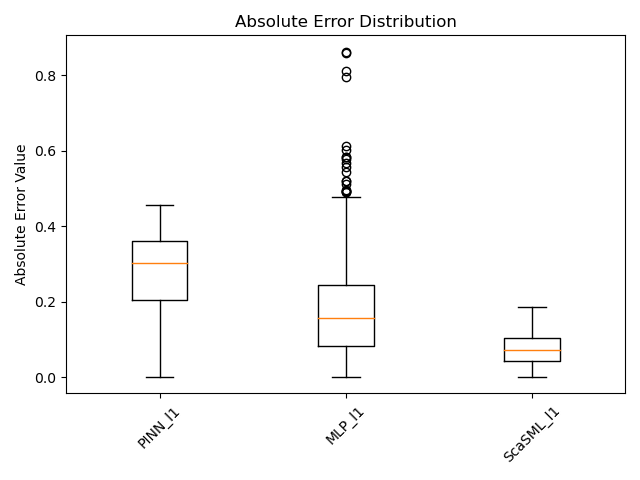 Absolute Error Distribution
Absolute Error Value
0.8
0.6
0.4
0.2
0.0
PINN_l1
MLP_l1
ScaSML_l1